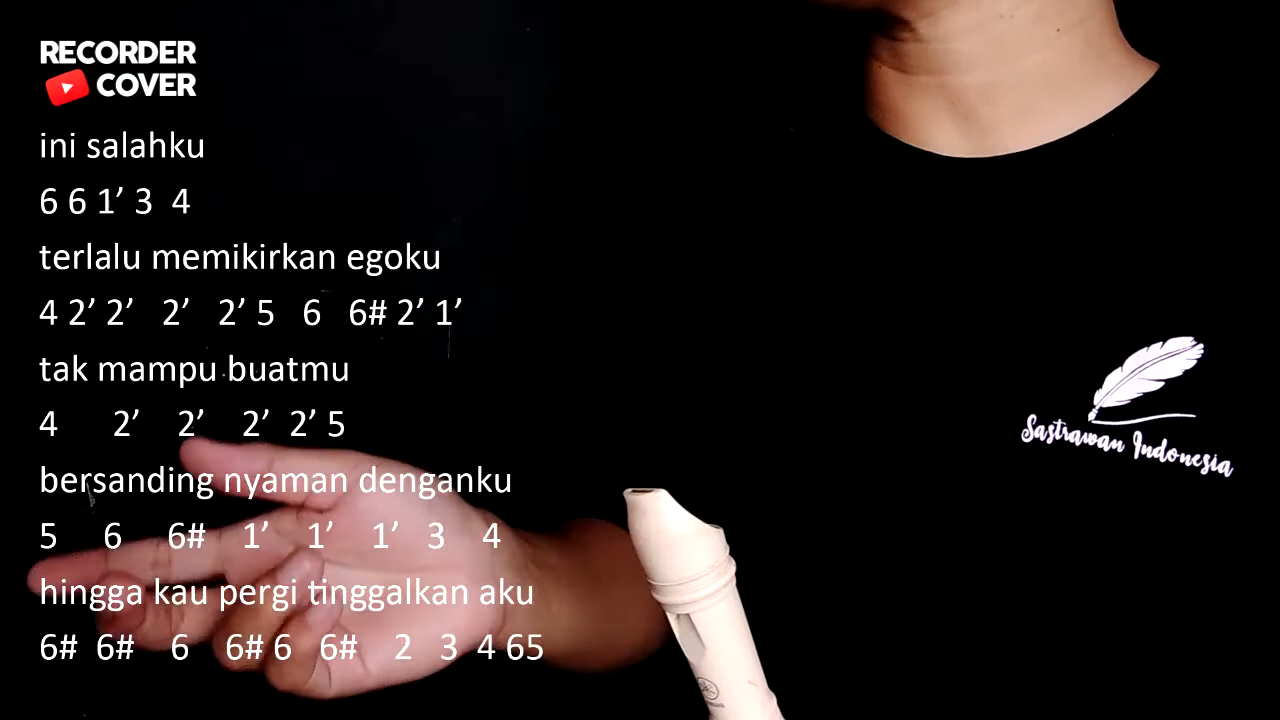 RECORDER
COVER
ini salahku
6 6 1’ 3 4
terlalu memikirkan egoku
4 2’ 2’ 2’ 2’ 5 6 6# 2’ 1’
tak mampu buatmu
4 2’ 2’ 2’ 2’ 5
bersanding nyaman denganku
5 6 6# 1’ 1’ 1’ 3 4
hingga kau pergi tinggalkan aku
6# 6# 6 6# 6 6# 2 3 4 65
Sastrawan Indonesia